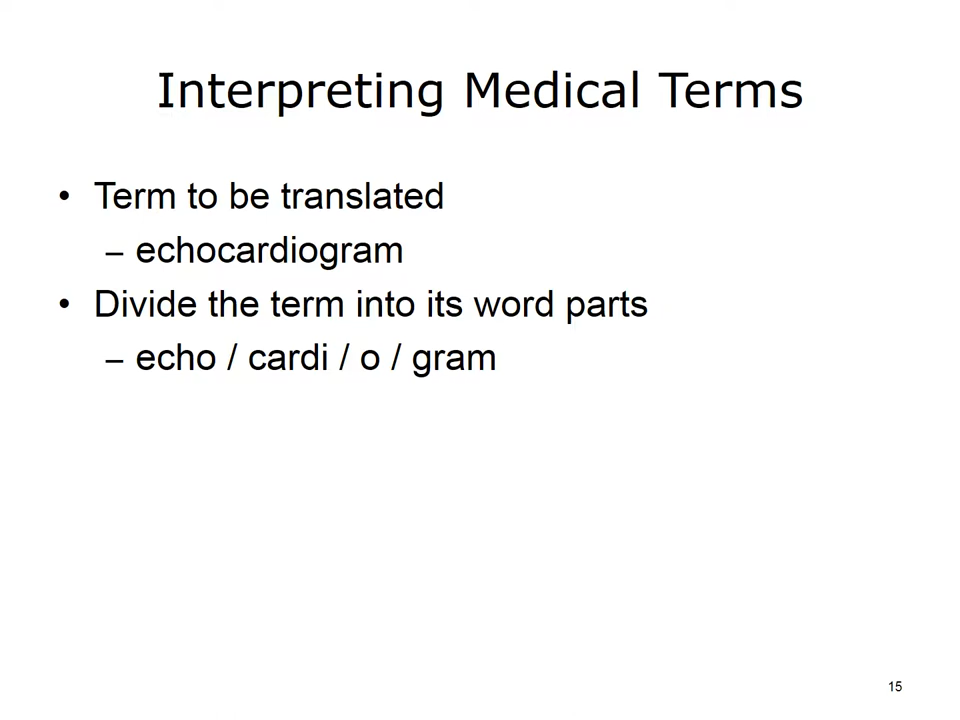 Interpreting Medical Terms
• Term to be translated
– echocardiogram
• Divide the term into its word parts
– echo / cardi / o / gram
15